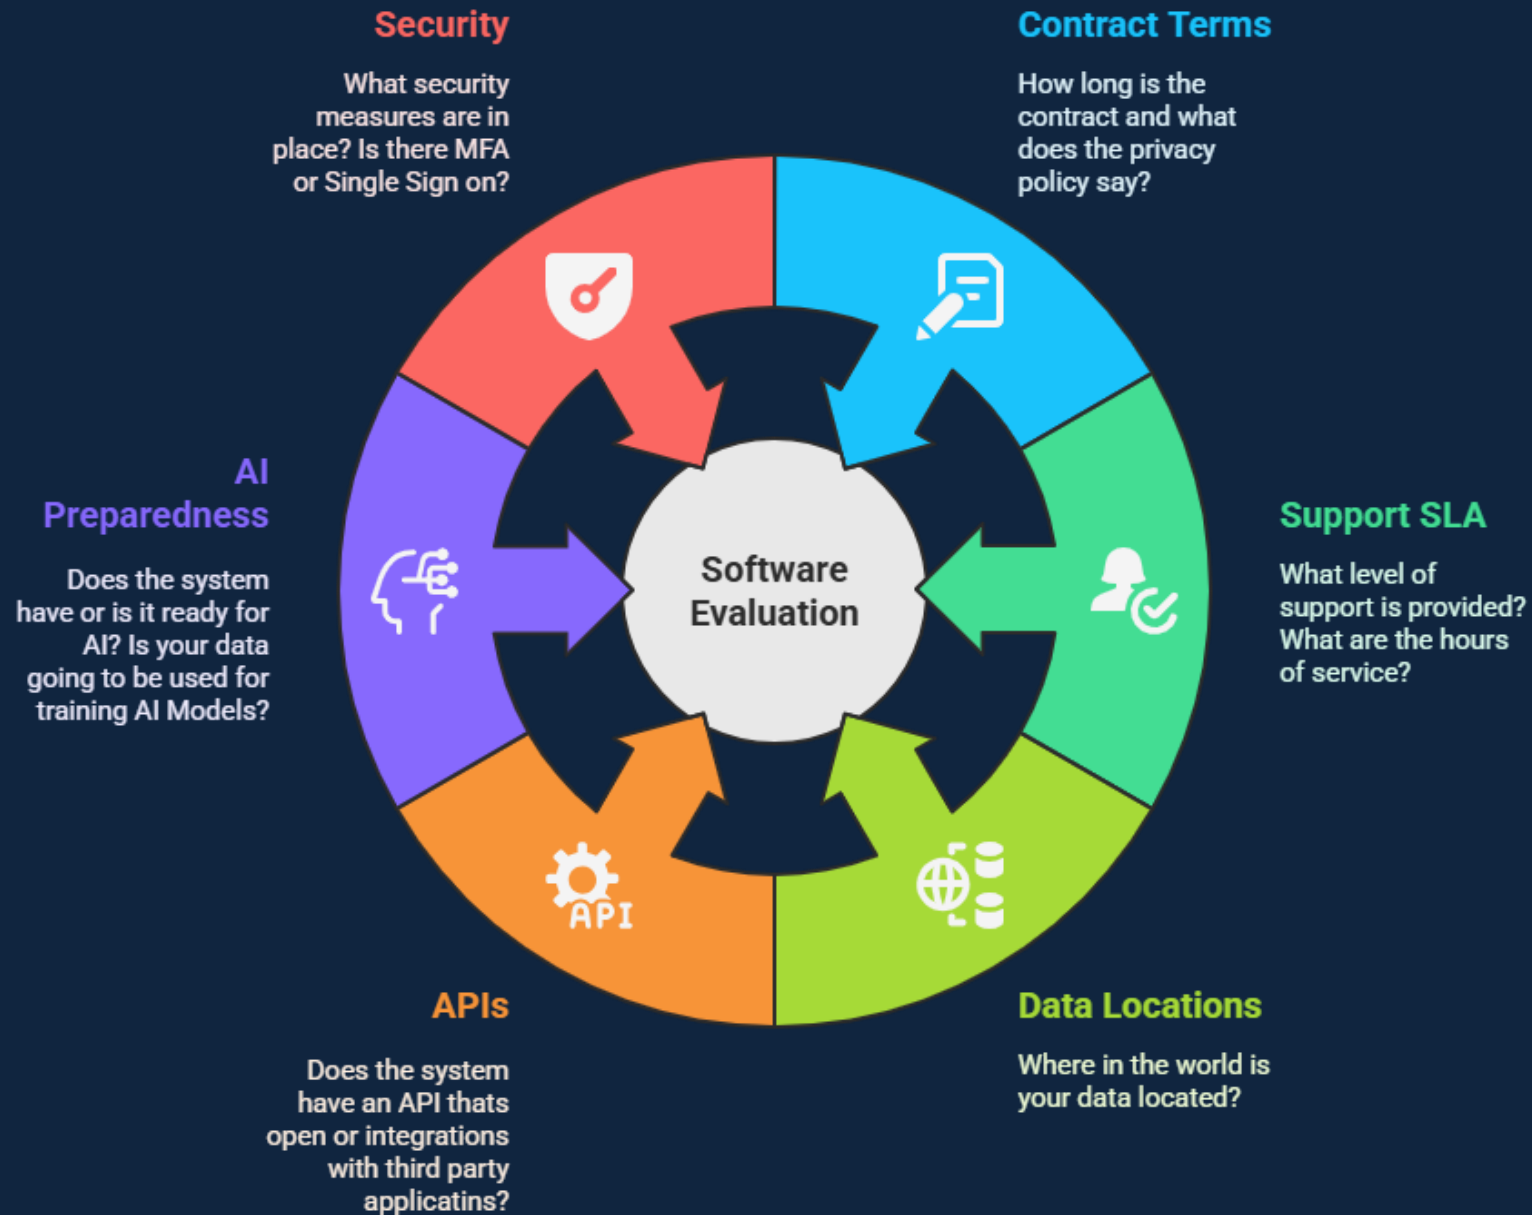 Security
What security
measures are in
place? Is there MFA
or Single Sign on?
Contract Terms
How long is the
contract and what
does the privacy
policy say?
AI
Preparedness
Does the system
have or is it ready for
AI? Is your data
going to be used for
training AI Models?
Software
Evaluation
Support SLA
What level of
support is provided?
What are the hours
of service?
API
APIs
Does the system
have an API thats
open or integrations
with third party
applicatins?
Data Locations
Where in the world is
your data located?